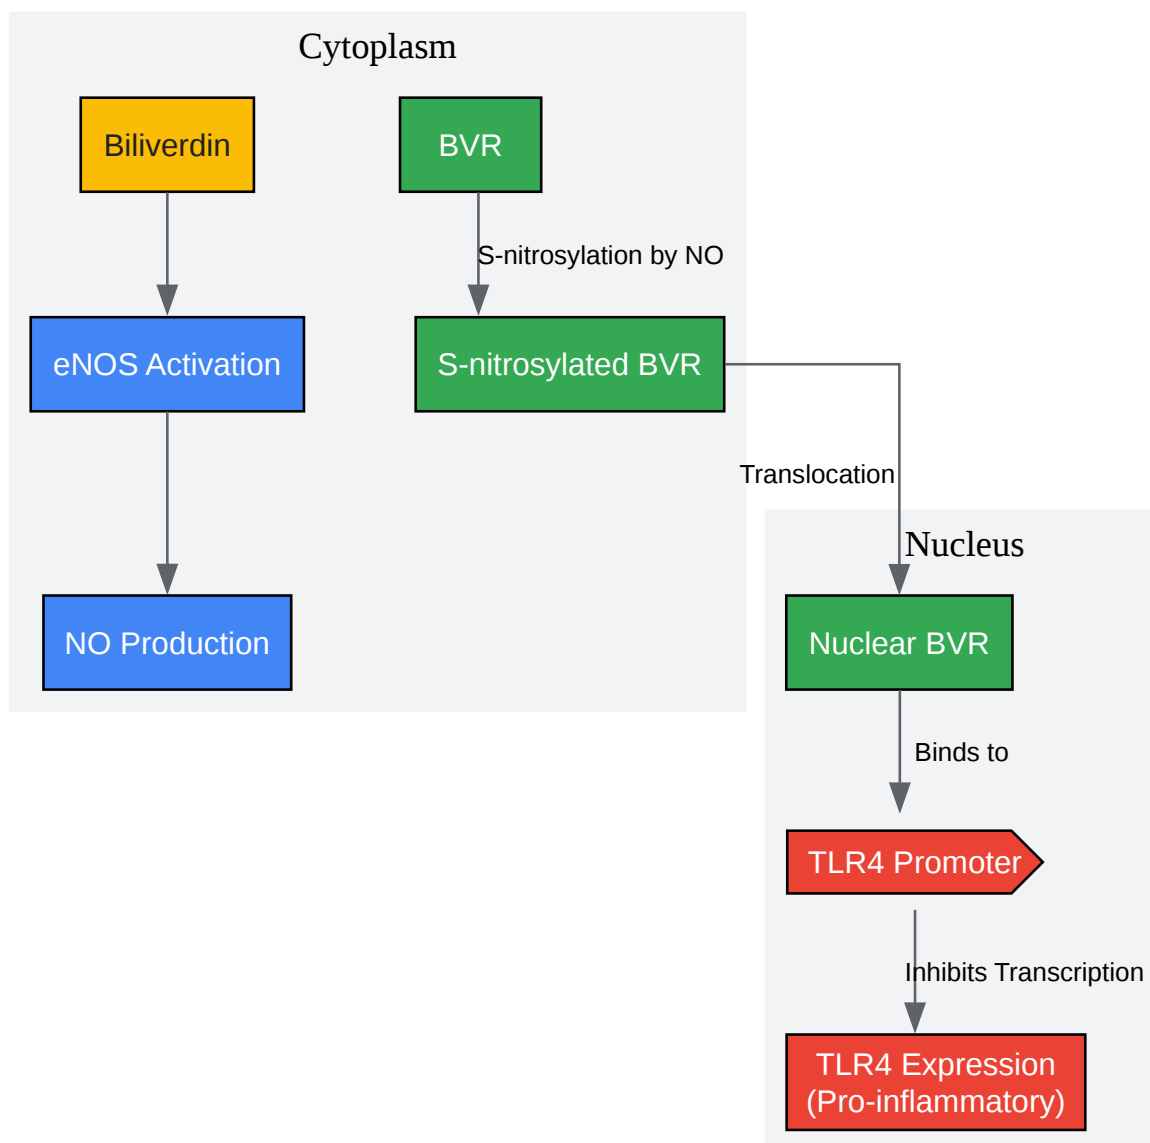 Cytoplasm
Biliverdin
BVR
S-nitrosylation by NO
eNOS Activation
S-nitrosylated BVR
Translocation
Nucleus
NO Production
Nuclear BVR
Binds to
TLR4 Promoter
Inhibits Transcription
TLR4 Expression
(Pro-inflammatory)